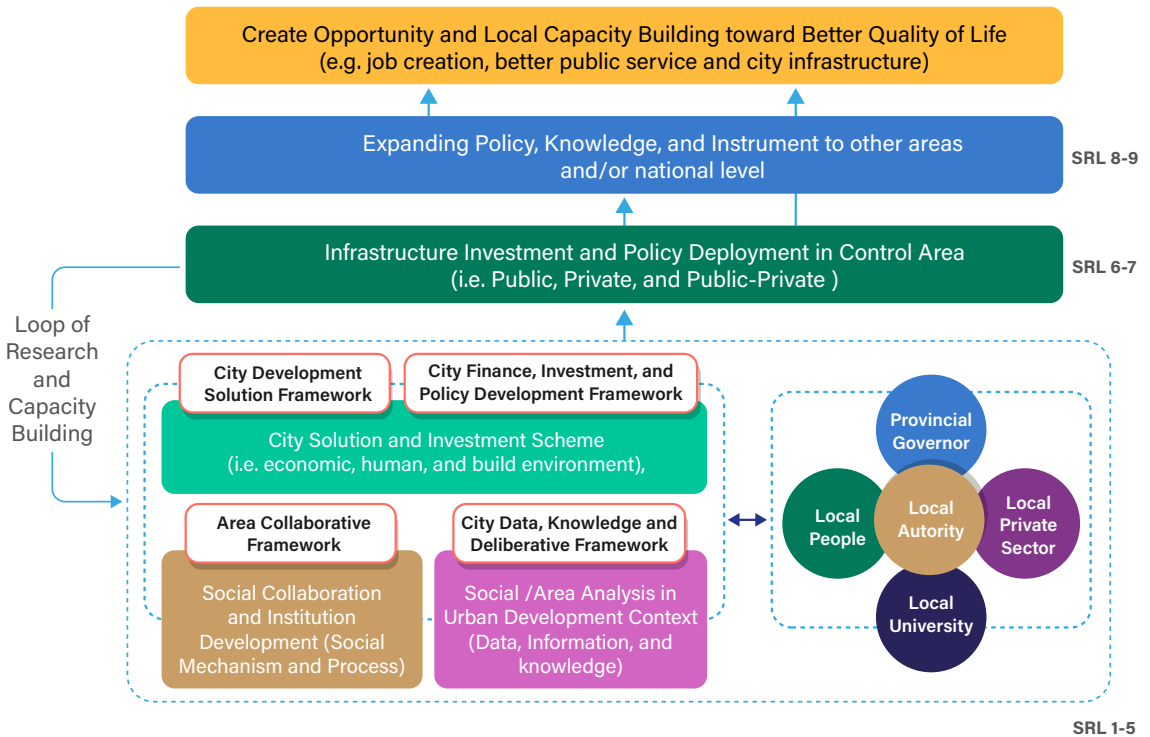 Create Opportunity and Local Capacity Building toward Better Quality of Life
(e.g. job creation, better public service and city infrastructure)
Expanding Policy, Knowledge, and Instrument to other areas
and/or national level
SRL 8-9
Infrastructure Investment and Policy Deployment in Control Area
(i.e. Public, Private, and Public-Private )
SRL 6-7
Loop of
Research
and
Capacity
Building
City Development
Solution Framework
City Finance, Investment, and
Policy Development Framework
City Solution and Investment Scheme
(i.e. economic, human, and build environment),
Area Collaborative
Framework
City Data, Knowledge and
Deliberative Framework
Social Collaboration
and Institution
Development (Social
Mechanism and Process)
Social /Area Analysis in
Urban Development Context
(Data, Information, and
knowledge)
Provincial
Governor
Local
People
Local
Autority
Local
Private
Sector
Local
University
SRL 1-5